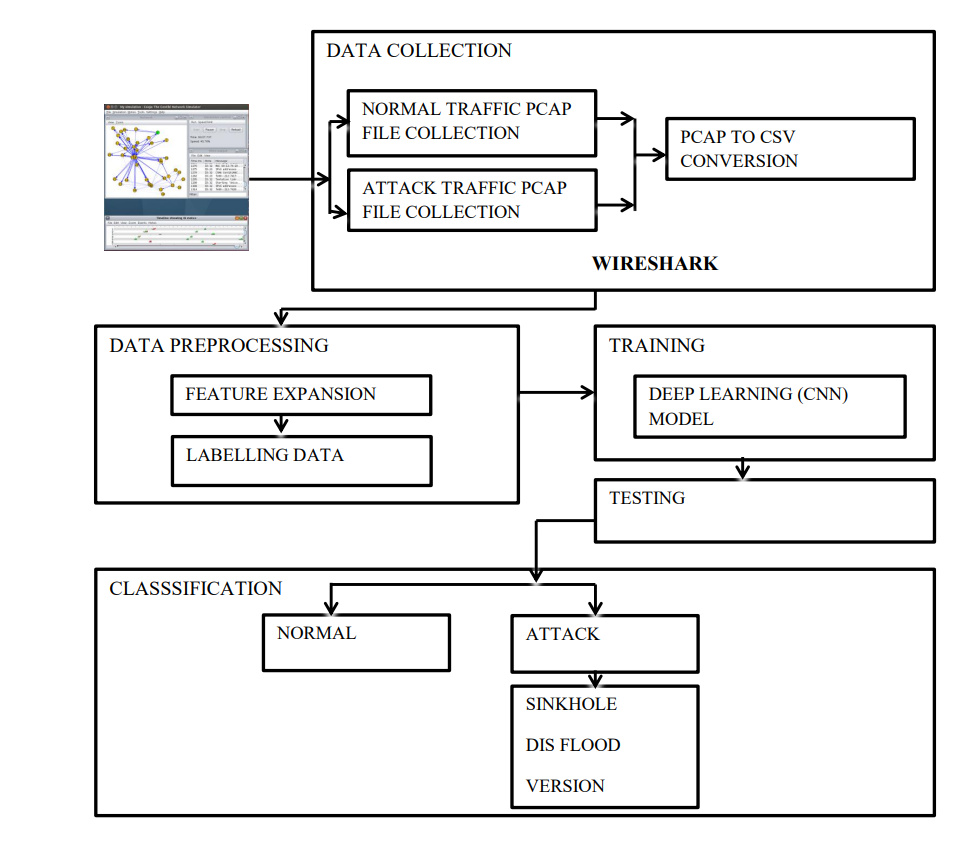 DATA COLLECTION
NORMAL TRAFFIC PCAP
FILE COLLECTION
ATTACK TRAFFIC PCAP
FILE COLLECTION
PCAP TO CSV
CONVERSION
WIRESHARK
DATA PREPROCESSING
FEATURE EXPANSION
LABELLING DATA
TRAINING
DEEP LEARNING (CNN)
MODEL
TESTING
CLASSSIFICATION
NORMAL
ATTACK
SINKHOLE
DIS FLOOD
VERSION